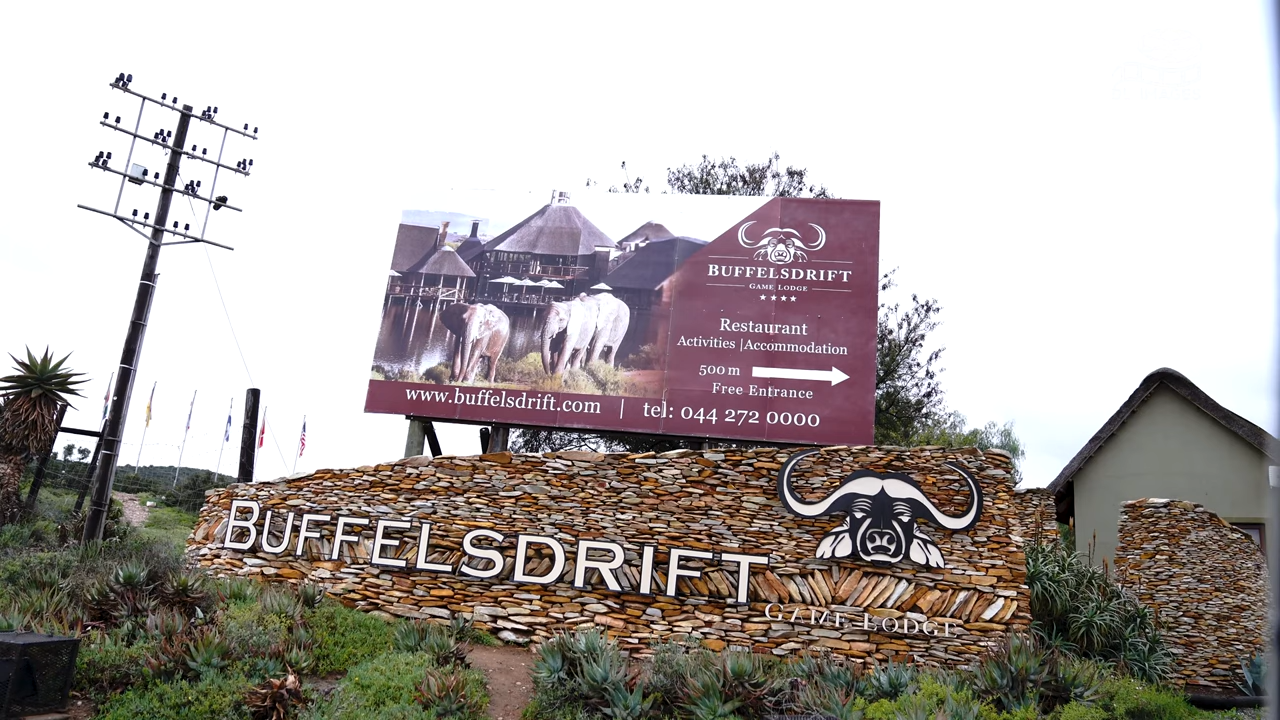 BUFFELSDRIFT
GAME LODGE
Restaurant
Activities | Accommodation
500 m
Free Entrance
www.buffelsdrift.com | tel: 044 272 0000
BUFFELSDRIFT
GAME LODGE